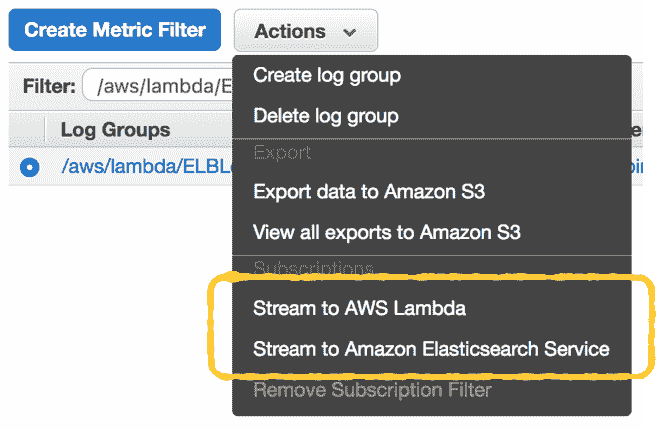 Create Metric Filter Actions
Create log group
Filter: /aws/lambda/E
Delete log group
Log Groups
Export
/aws/lambda/ELBL
Export data to Amazon S3
View all exports to Amazon S3
Subscriptions
Stream to AWS Lambda
Stream to Amazon Elasticsearch Service
Remove Subscription Filter